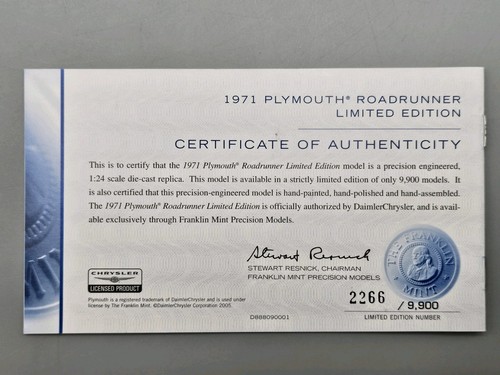 1971 PLYMOUTH® ROADRUNNER
LIMITED EDITION
CERTIFICATE OF AUTHENTICITY
This is to certify that the 1971 Plymouth® Roadrunner Limited Edition model is a precision engineered,
1:24 scale die-cast replica. This model is available in a strictly limited edition of only 9,900 models. It
is also certified that this precision-engineered model is hand-painted, hand-polished and hand-assembled.
The 1971 Plymouth® Roadrunner Limited Edition is officially authorized by DaimlerChrysler, and is avail-
able exclusively through Franklin Mint Precision Models.
Stewart Resnick
STEWART RESNICK, CHAIRMAN
FRANKLIN MINT PRECISION MODELS
THE FRANKLIN MINT
CHRYSLER
LICENSED PRODUCT
Plymouth is a registered trademark of DaimlerChrysler and is used under
license by The Franklin Mint. ©DaimlerChrysler Corporation 2005.
D888090001
2266 / 9,900
LIMITED EDITION NUMBER